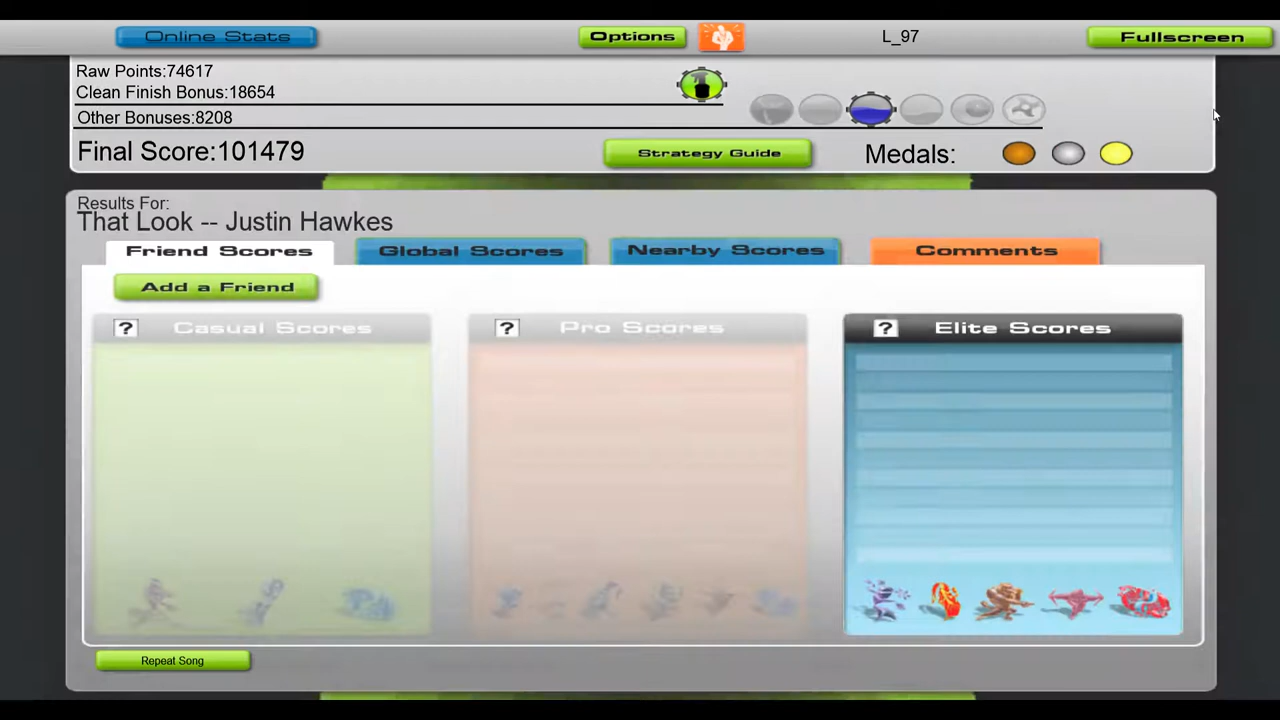 Online Stats
Options
L_97
Fullscreen
Raw Points:74617
Clean Finish Bonus:18654
Other Bonuses:8208
Final Score:101479
Strategy Guide
Medals:
Results For:
That Look -- Justin Hawkes
Friend Scores
Global Scores
Nearby Scores
Comments
Add a Friend
? Casual Scores
? Pro Scores
? Elite Scores
Repeat Song